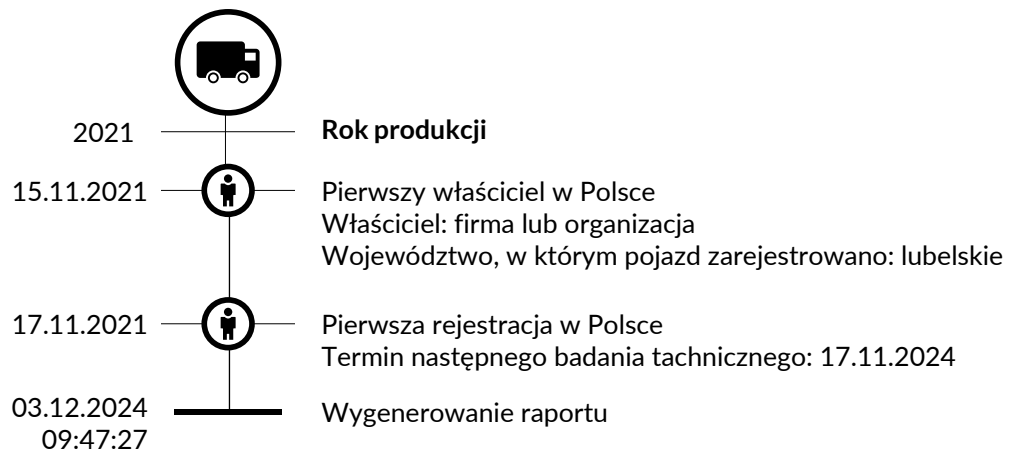 2021
Rok produkcji
15.11.2021
Pierwszy właściciel w Polsce
Właściciel: firma lub organizacja
Województwo, w którym pojazd zarejestrowano: lubelskie
17.11.2021
Pierwsza rejestracja w Polsce
Termin następnego badania tachnicznego: 17.11.2024
03.12.2024
09:47:27
Wygenerowanie raportu